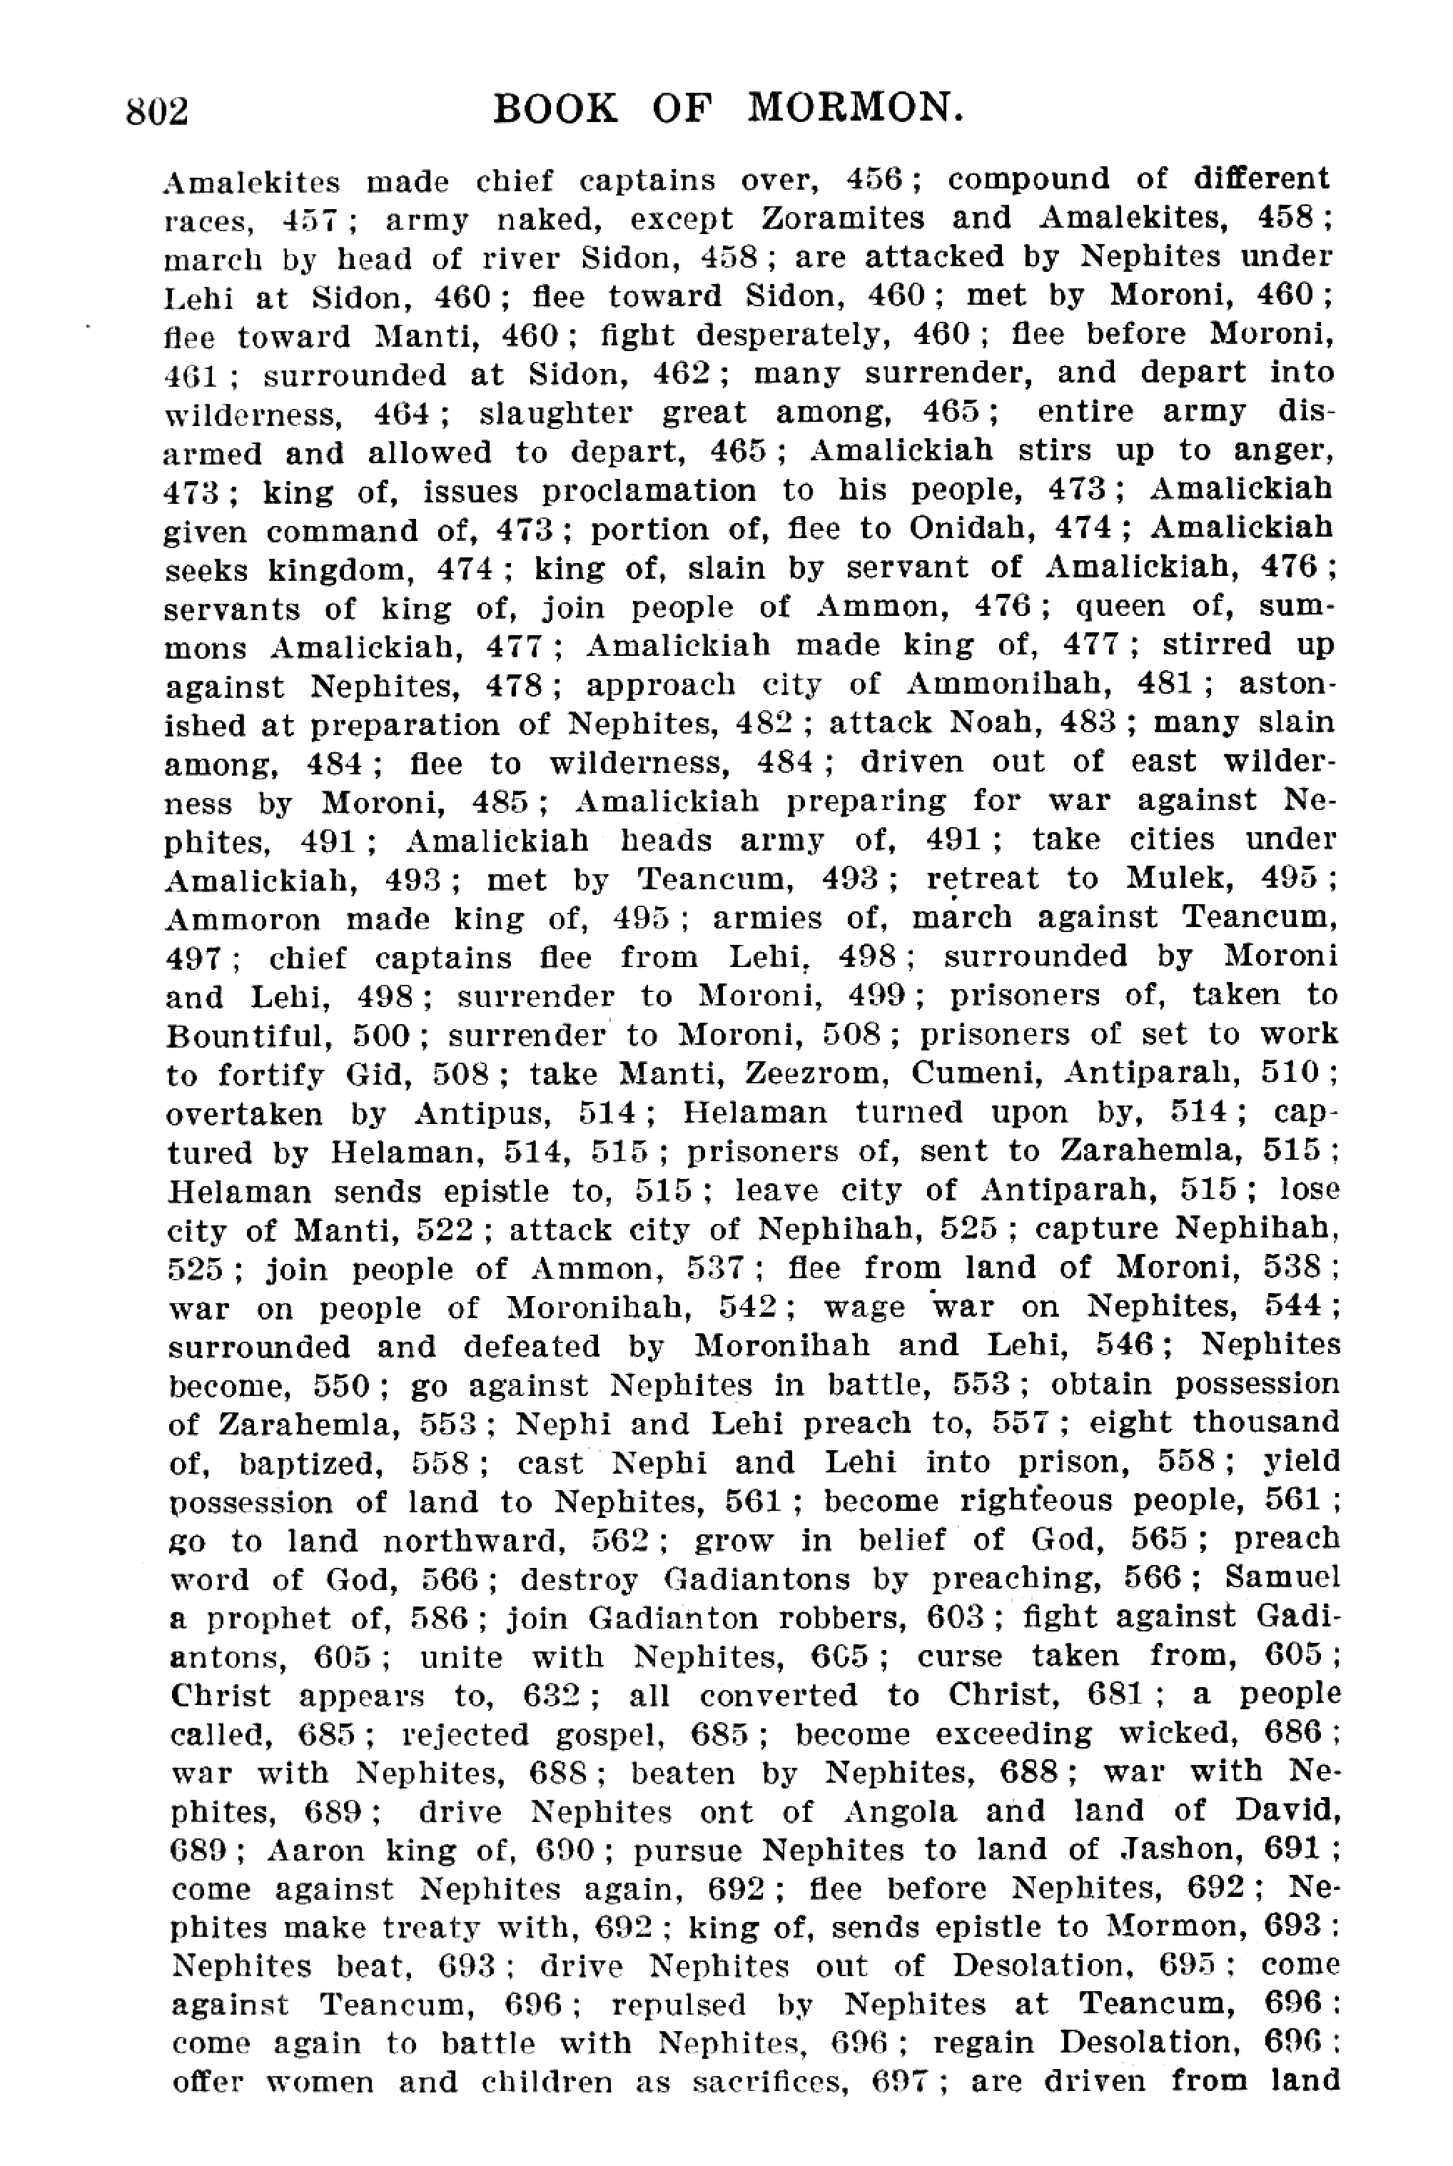 802 BOOK OF MORMON.
Amalekites made chief captains over, 456; compound of different
races, 457; army naked, except Zoramites and Amalekites, 458;
march by head of river Sidon, 458; are attacked by Nephites under
Lehi at Sidon, 460; flee toward Sidon, 460; met by Moroni, 460;
flee toward Manti, 460; fight desperately, 460; flee before Moroni,
461; surrounded at Sidon, 462; many surrender, and depart into
wilderness, 464; slaughter great among, 465; entire army dis-
armed and allowed to depart, 465; Amalickiah stirs up to anger,
473; king of, issues proclamation to his people, 473; Amalickiah
given command of, 473; portion of, flee to Onidah, 474; Amalickiah
seeks kingdom, 474; king of, slain by servant of Amalickiah, 476;
servants of king of, join people of Ammon, 476; queen of, sum-
mons Amalickiah, 477; Amalickiah made king of, 477; stirred up
against Nephites, 478; approach city of Ammonihah, 481; aston-
ished at preparation of Nephites, 482; attack Noah, 483; many slain
among, 484; flee to wilderness, 484; driven out of east wilder-
ness by Moroni, 485; Amalickiah preparing for war against Ne-
phites, 491; Amalickiah heads army of, 491; take cities under
Amalickiah, 493; met by Teancum, 493; retreat to Mulek, 495;
Ammoron made king of, 495; armies of, march against Teancum,
497; chief captains flee from Lehi, 498; surrounded by Moroni
and Lehi, 498; surrender to Moroni, 499; prisoners of, taken to
Bountiful, 500; surrender to Moroni, 508; prisoners of set to work
to fortify Gid, 508; take Manti, Zeezrom, Cumeni, Antiparah, 510;
overtaken by Antipus, 514; Helaman turned upon by, 514; cap-
tured by Helaman, 514, 515; prisoners of, sent to Zarahemla, 515;
Helaman sends epistle to, 515; leave city of Antiparah, 515; lose
city of Manti, 522; attack city of Nephihah, 525; capture Nephihah,
525; join people of Ammon, 537; flee from land of Moroni, 538;
war on people of Moronihah, 542; wage war on Nephites, 544;
surrounded and defeated by Moronihah and Lehi, 546; Nephites
become, 550; go against Nephites in battle, 553; obtain possession
of Zarahemla, 553; Nephi and Lehi preach to, 557; eight thousand
of, baptized, 558; cast Nephi and Lehi into prison, 558; yield
possession of land to Nephites, 561; become righteous people, 561;
go to land northward, 562; grow in belief of God, 565; preach
word of God, 566; destroy Gadiantons by preaching, 566; Samuel
a prophet of, 586; join Gadianton robbers, 603; fight against Gadi-
antons, 605; unite with Nephites, 605; curse taken from, 605;
Christ appears to, 632; all converted to Christ, 681; a people
called, 685; rejected gospel, 685; become exceeding wicked, 686;
war with Nephites, 688; beaten by Nephites, 688; war with Ne-
phites, 689; drive Nephites ont of Angola and land of David,
689; Aaron king of, 690; pursue Nephites to land of Jashon, 691;
come against Nephites again, 692; flee before Nephites, 692; Ne-
phites make treaty with, 692; king of, sends epistle to Mormon, 693;
Nephites beat, 693; drive Nephites out of Desolation, 695; come
against Teancum, 696; repulsed by Nephites at Teancum, 696;
come again to battle with Nephites, 696; regain Desolation, 696;
offer women and children as sacrifices, 697; are driven from land